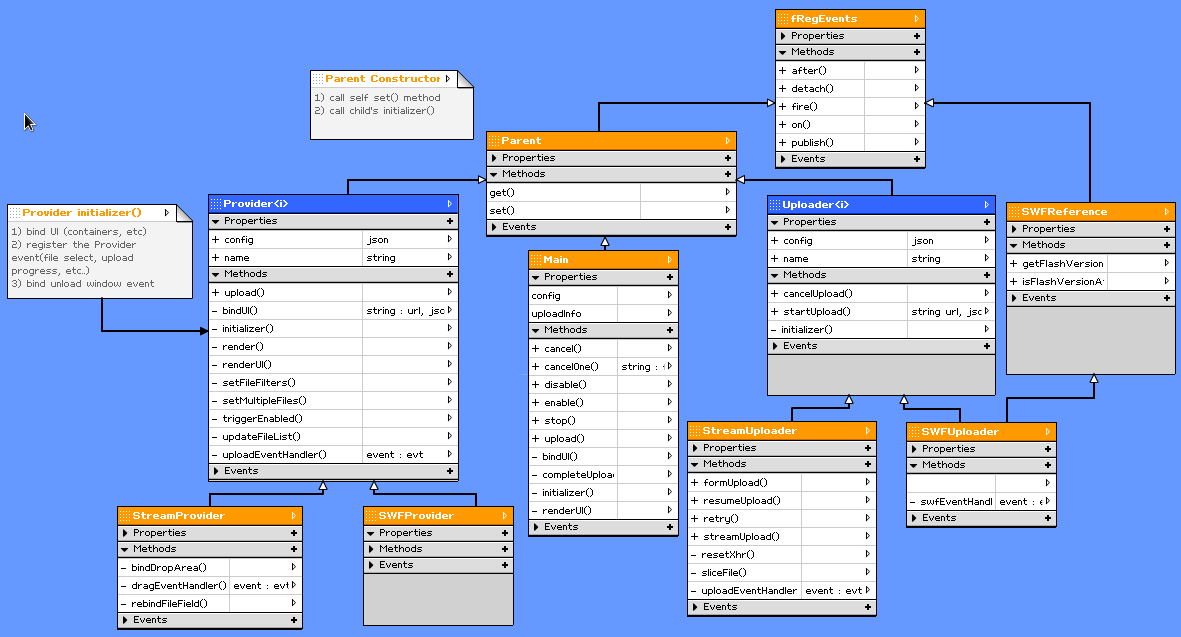 fRegEvents
Properties +
Methods +
+ after()
+ detach()
+ fire()
+ on()
+ publish()
Events +
Parent Constructor
1) call self set() method
2) call child's initializer()
Parent
Properties +
Methods +
get()
set()
Events +
Provider initializer()
1) bind UI (containers, etc)
2) register the Provider
event(file select, upload
progress, etc..)
3) bind unload window event
Provider<i>
Properties +
+ config json
+ name string
Methods +
+ upload()
- bindUI() string : url, jsc
- initializer()
- render()
- renderUI()
- setFileFilters()
- setMultipleFiles()
- triggerEnabled()
- updateFileList()
- uploadEventHandler() event : evt
Events +
Main
Properties +
config
uploadInfo
Methods +
+ cancel()
+ cancelOne() string :
+ disable()
+ enable()
+ stop()
+ upload()
- bindUI()
- completeUploa
- initializer()
- renderUI()
Events +
Uploader<i>
Properties +
+ config json
+ name string
Methods +
+ cancelUpload()
+ startUpload() string url, jsc
- initializer()
Events +
SWFReference
Properties +
Methods +
+ getFlashVersion
+ isFlashVersionA
Events +
StreamProvider
Properties +
Methods +
- bindDropArea()
- dragEventHandler() event : evt
- rebindFileField()
Events +
SWFProvider
Properties +
Methods +
Events +
StreamUploader
Properties +
Methods +
+ formUpload()
+ resumeUpload()
+ retry()
+ streamUpload()
- resetXhr()
- sliceFile()
- uploadEventHandler event : evt
Events +
SWFUploader
Properties +
Methods +
- swfEventHandl event : e
Events +